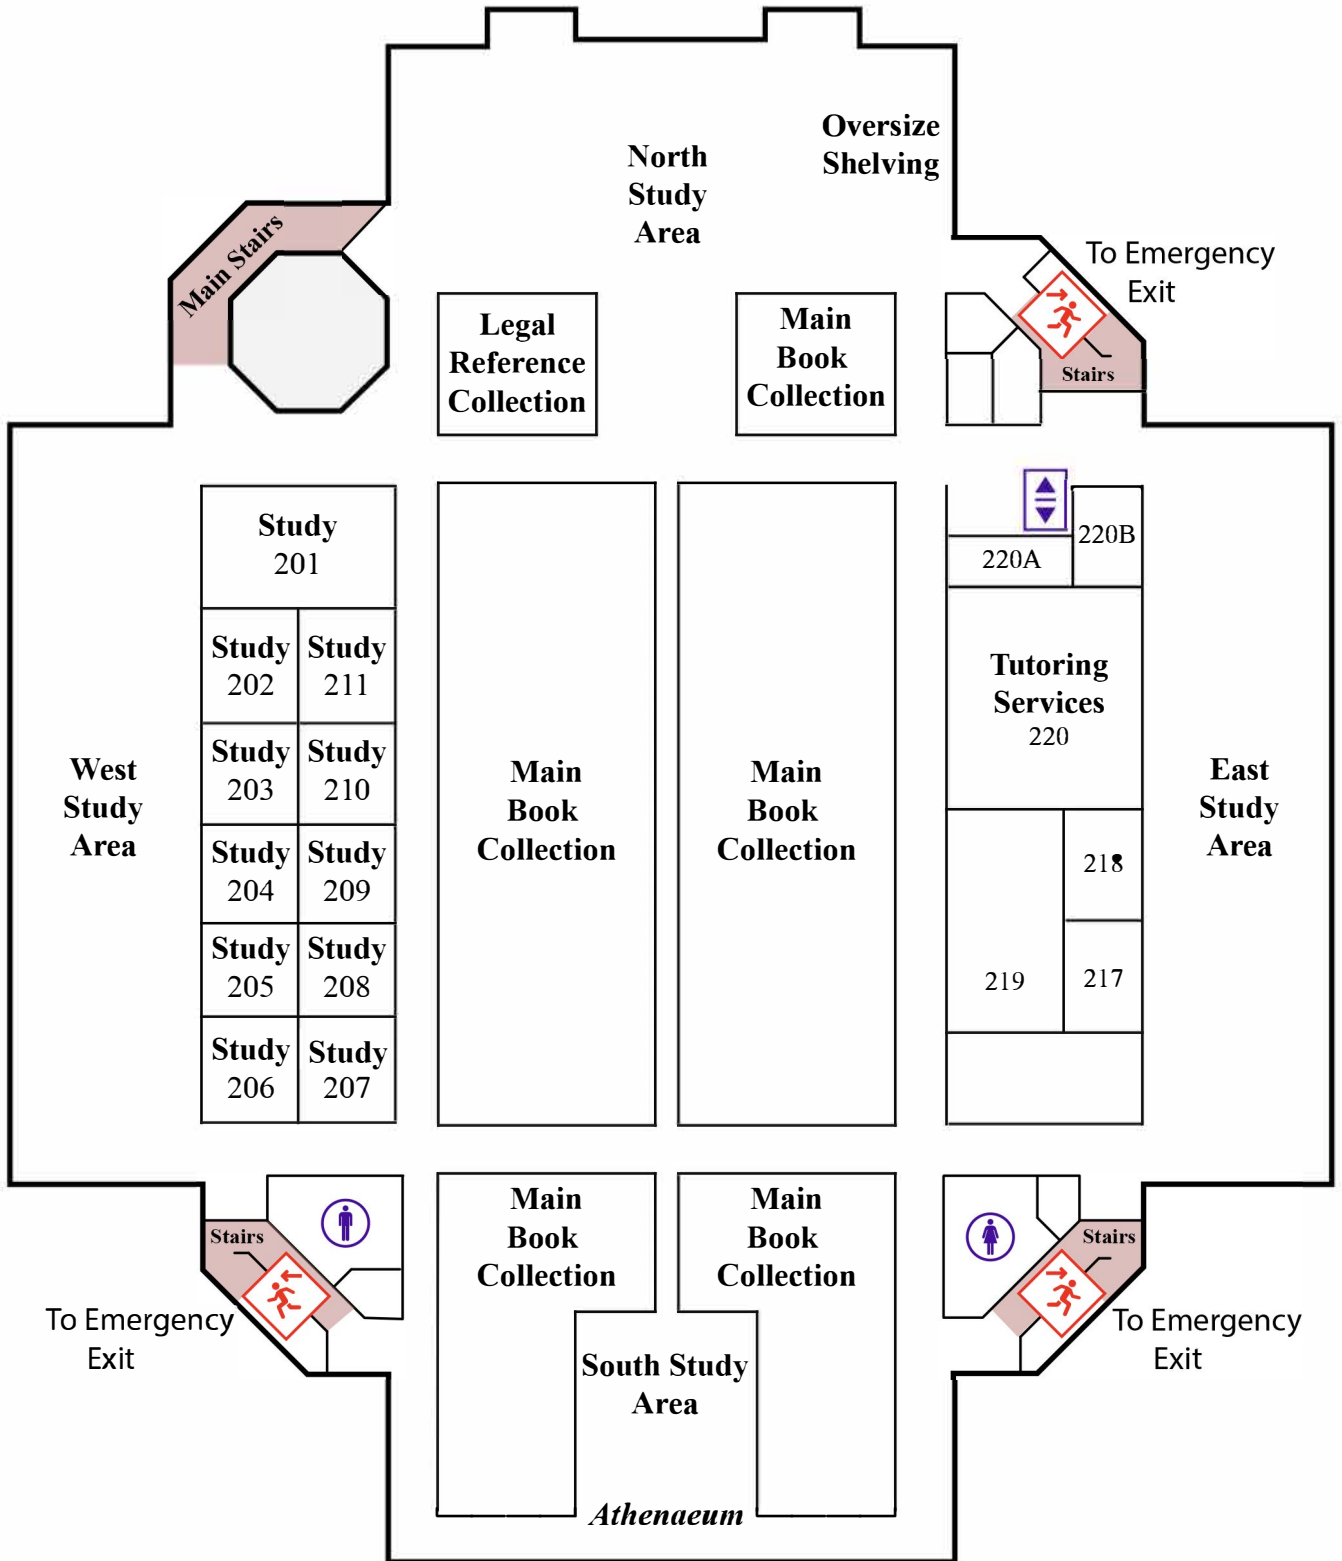 Oversize
Shelving
North
Study
Area
Main Stairs
To Emergency
Exit
Stairs
Legal
Reference
Collection
Main
Book
Collection
Study
201
220A
220B
Study
202
Study
211
Study
203
Study
210
Study
204
Study
209
Study
205
Study
208
Study
206
Study
207
West
Study
Area
Main
Book
Collection
Main
Book
Collection
Tutoring
Services
220
218
219
217
East
Study
Area
Stairs
To Emergency
Exit
Main
Book
Collection
Main
Book
Collection
Stairs
To Emergency
Exit
South Study
Area
Athenaeum